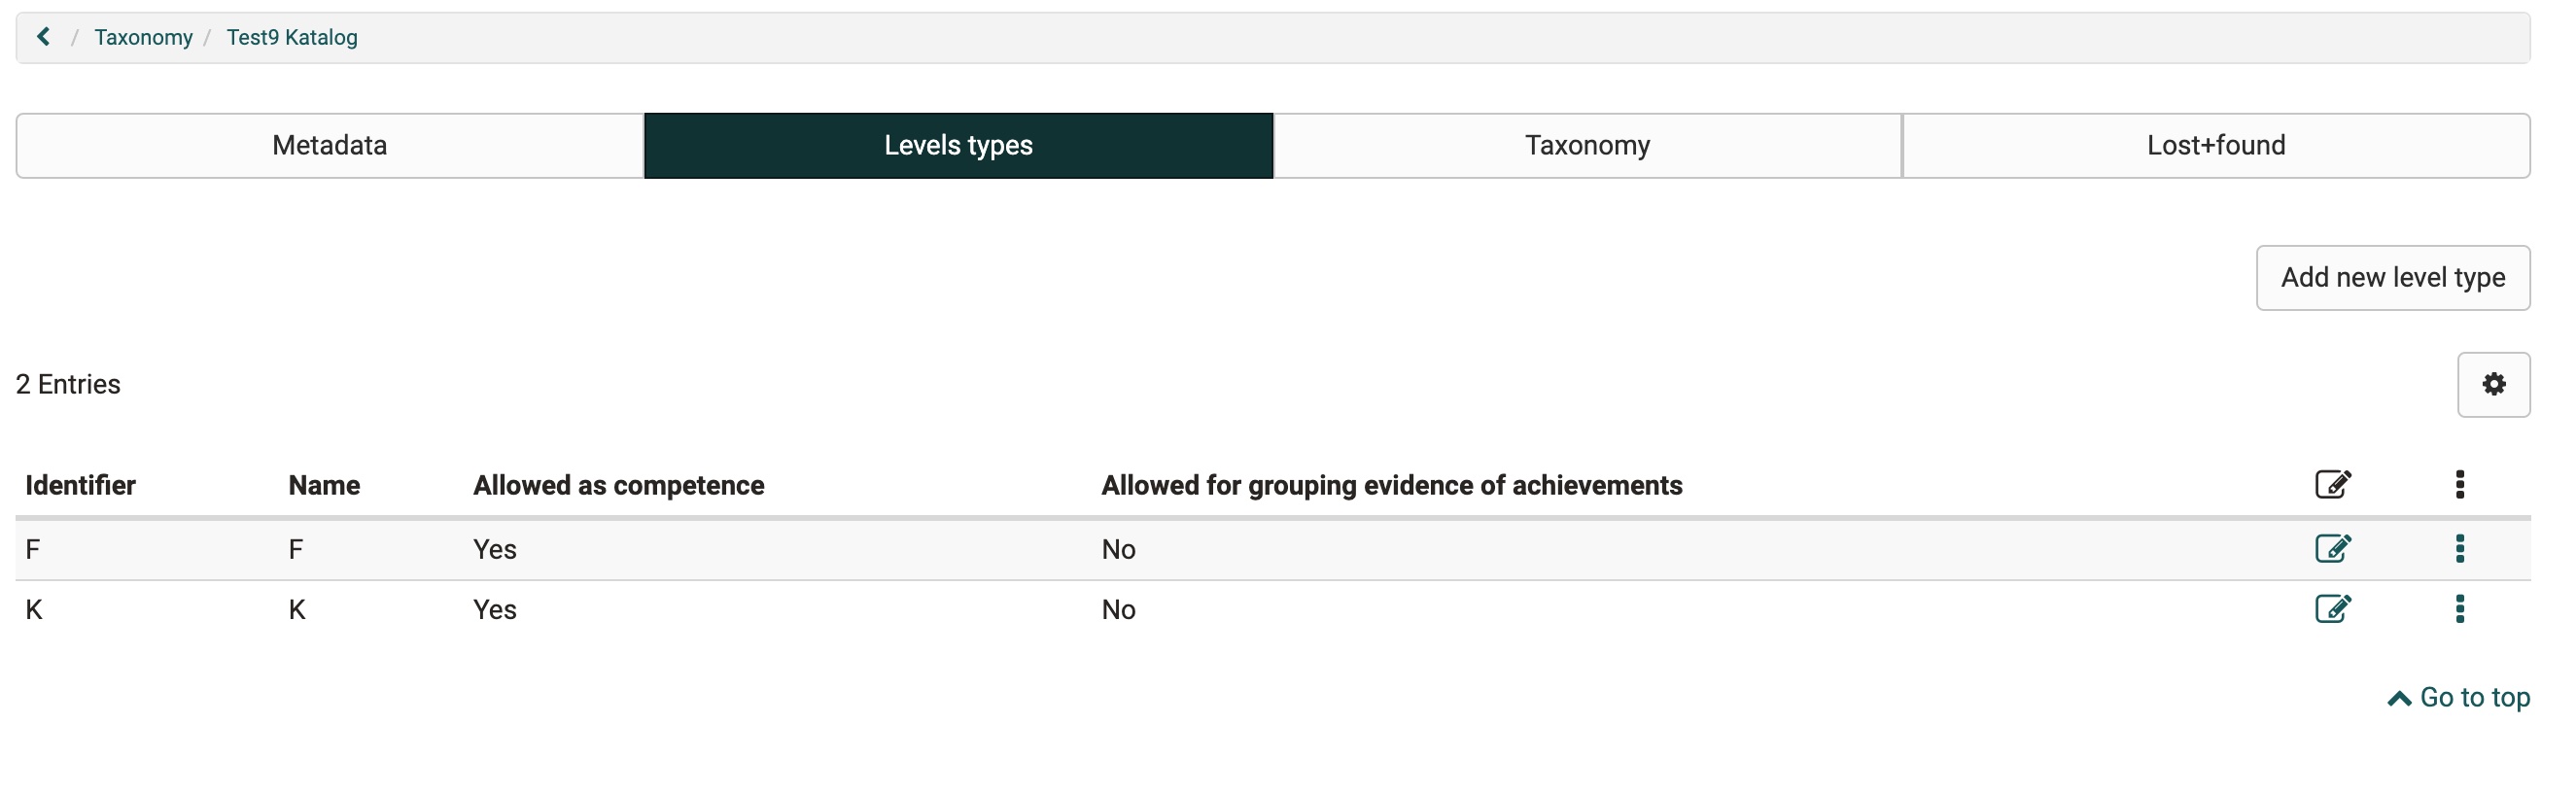 / Taxonomy / Test9 Katalog
Metadata Levels types Taxonomy Lost+found
Add new level type
2 Entries
Identifier Name Allowed as competence Allowed for grouping evidence of achievements
F F Yes No
K K Yes No
Go to top